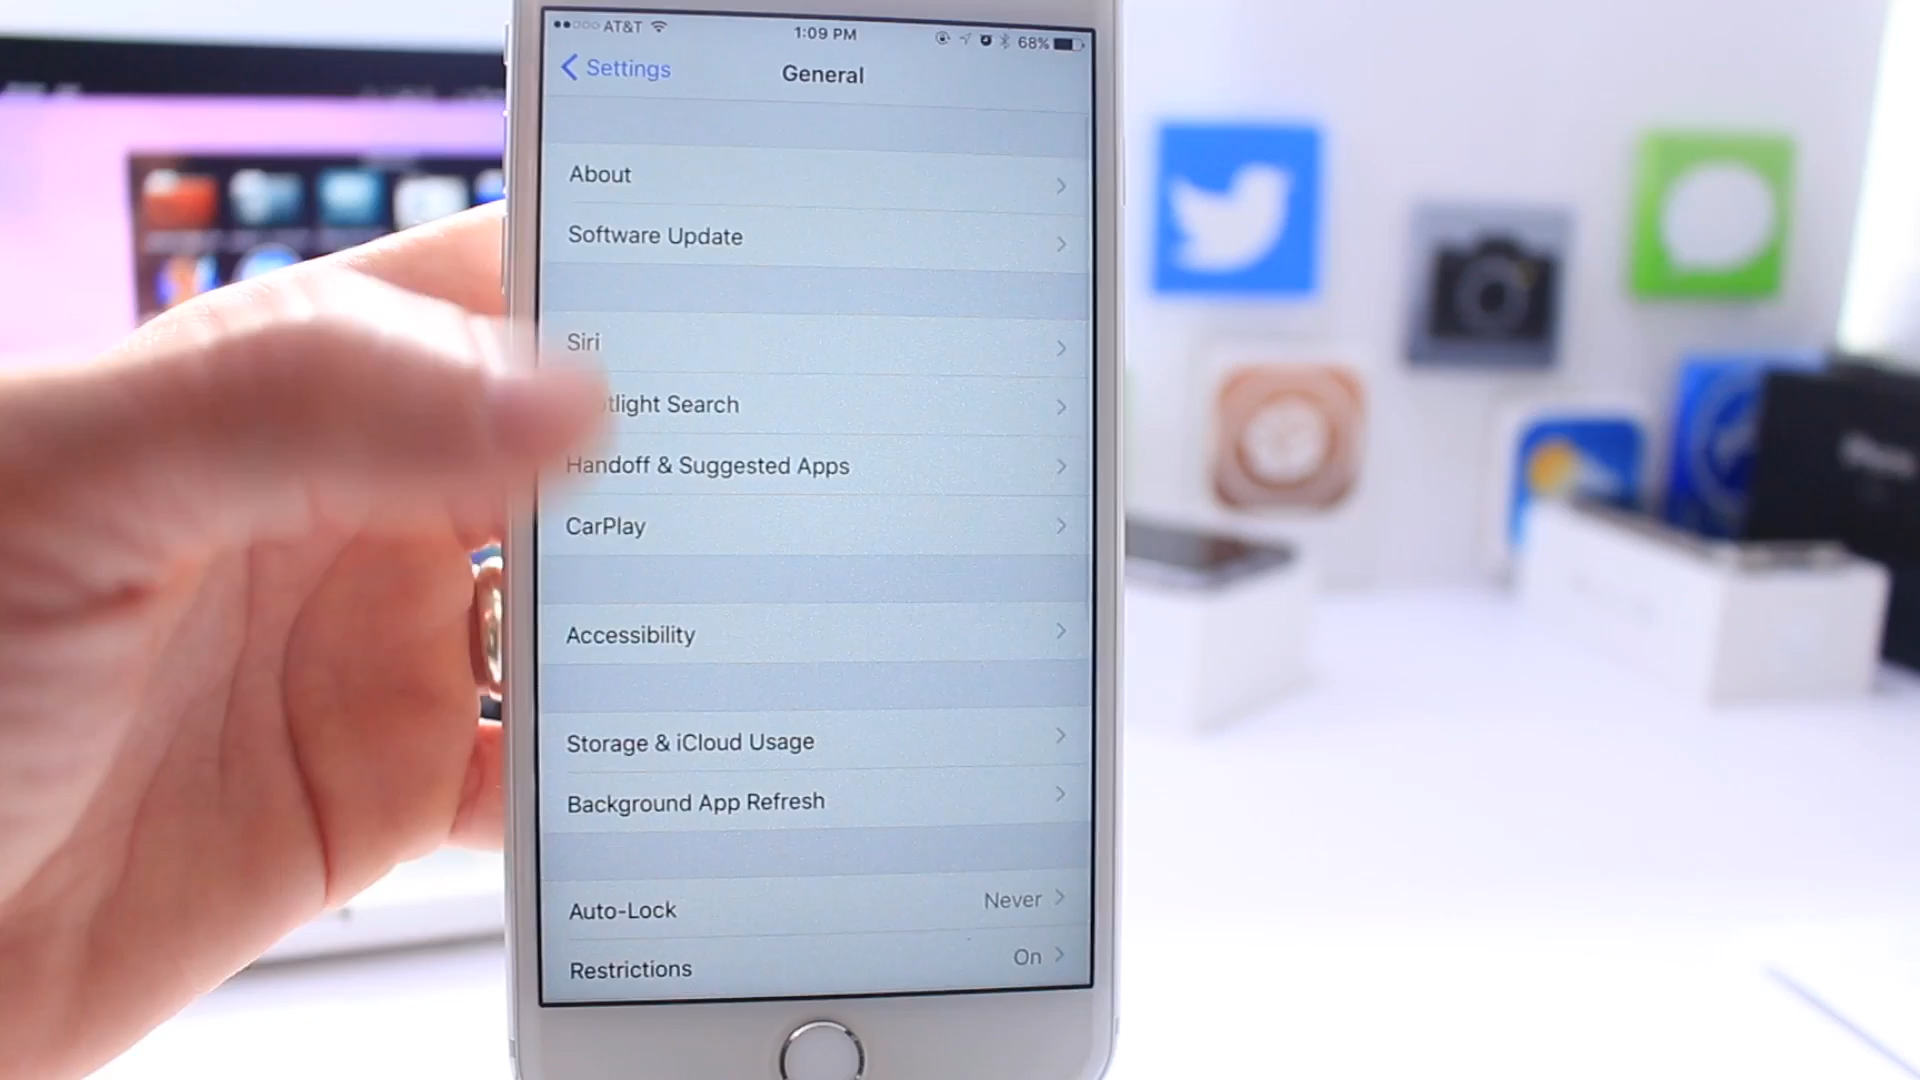 AT&T 1:09 PM 68%
Settings General
About
Software Update
Siri
tlight Search
Handoff & Suggested Apps
CarPlay
Accessibility
Storage & iCloud Usage
Background App Refresh
Auto-Lock Never
Restrictions On